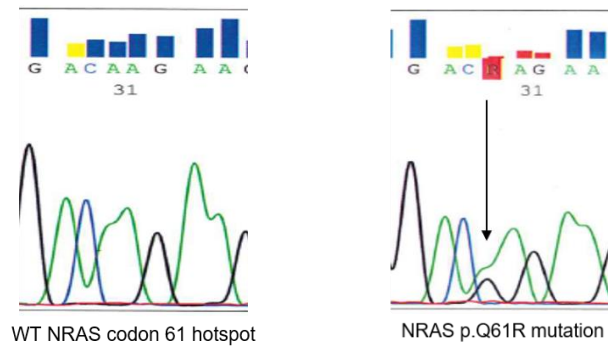 G A C A A G A A
31
G A C R A G A A
31
WT NRAS codon 61 hotspot
NRAS p.Q61R mutation